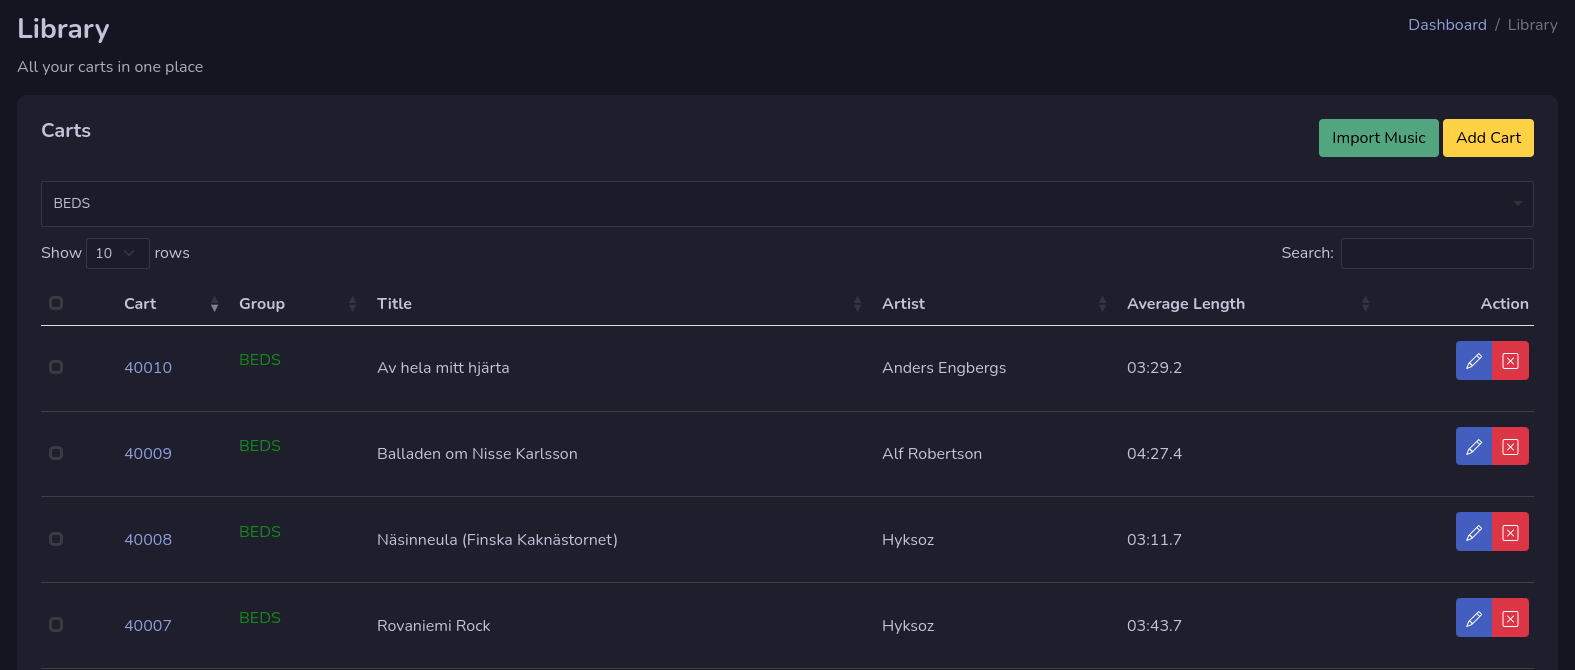 Library
Dashboard / Library
All your carts in one place
Carts
Import Music
Add Cart
BEDS
Show 10 rows
Search:
Cart Group Title Artist Average Length Action
40010 BEDS Av hela mitt hjärta Anders Engbergs 03:29.2
40009 BEDS Balladen om Nisse Karlsson Alf Robertson 04:27.4
40008 BEDS Näsinneula (Finska Kaknästornet) Hyksoz 03:11.7
40007 BEDS Rovaniemi Rock Hyksoz 03:43.7